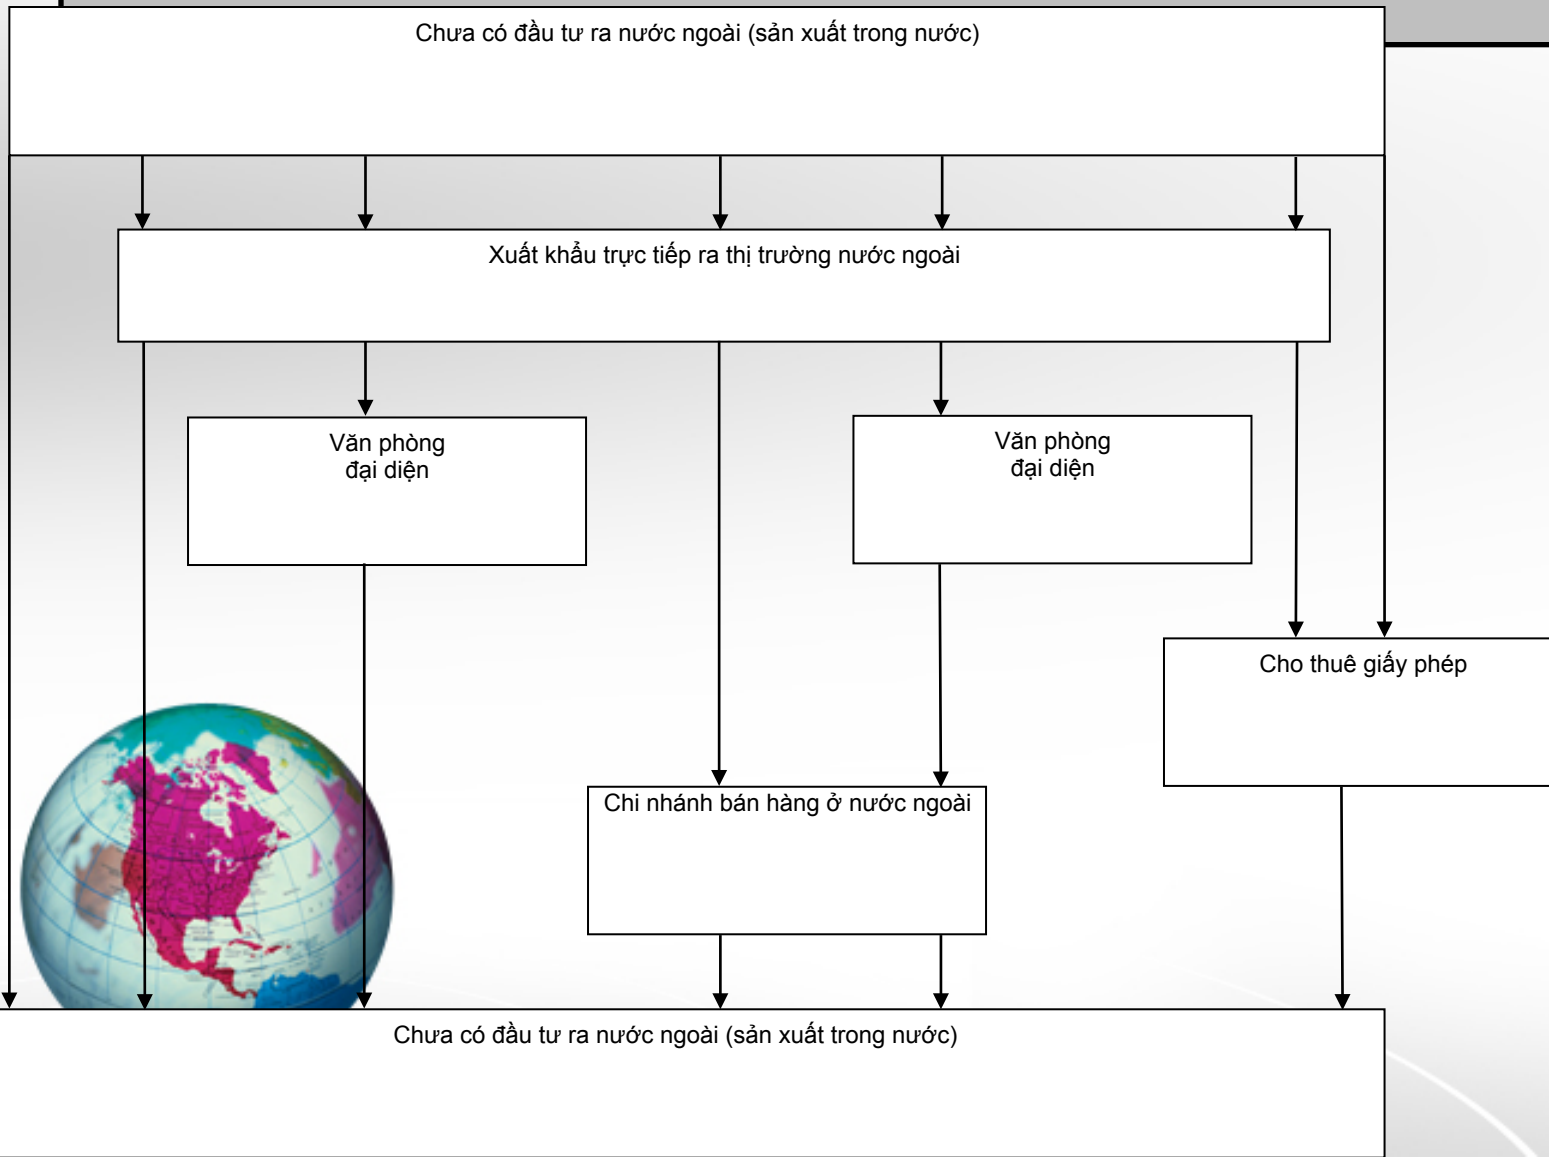 Chưa có đầu tư ra nước ngoài (sản xuất trong nước)
Xuất khẩu trực tiếp ra thị trường nước ngoài
Văn phòng
đại diện
Văn phòng
đại diện
Cho thuê giấy phép
Chi nhánh bán hàng ở nước ngoài
Chưa có đầu tư ra nước ngoài (sản xuất trong nước)